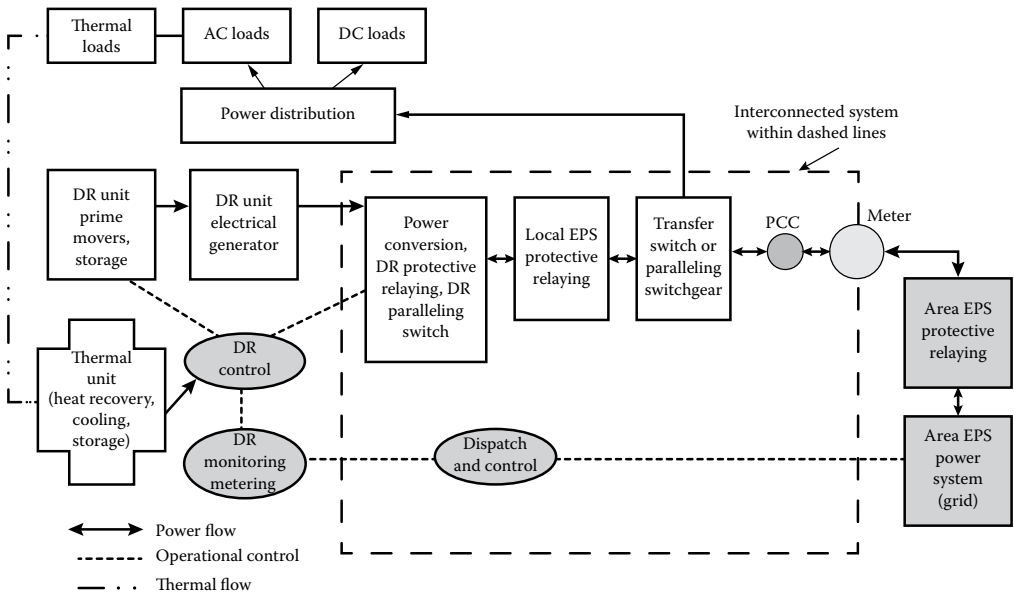 Thermal
loads
AC loads
DC loads
Power distribution
Interconnected system
within dashed lines
DR unit
prime
movers,
storage
DR unit
electrical
generator
Power
conversion,
DR protective
relaying, DR
paralleling
switch
Local EPS
protective
relaying
Transfer
switch or
paralleling
switchgear
PCC
Meter
Area EPS
protective
relaying
Thermal
unit
(heat recovery,
cooling,
storage)
DR
control
DR
monitoring
metering
Dispatch
and control
Area EPS
power
system
(grid)
Power flow
Operational control
Thermal flow